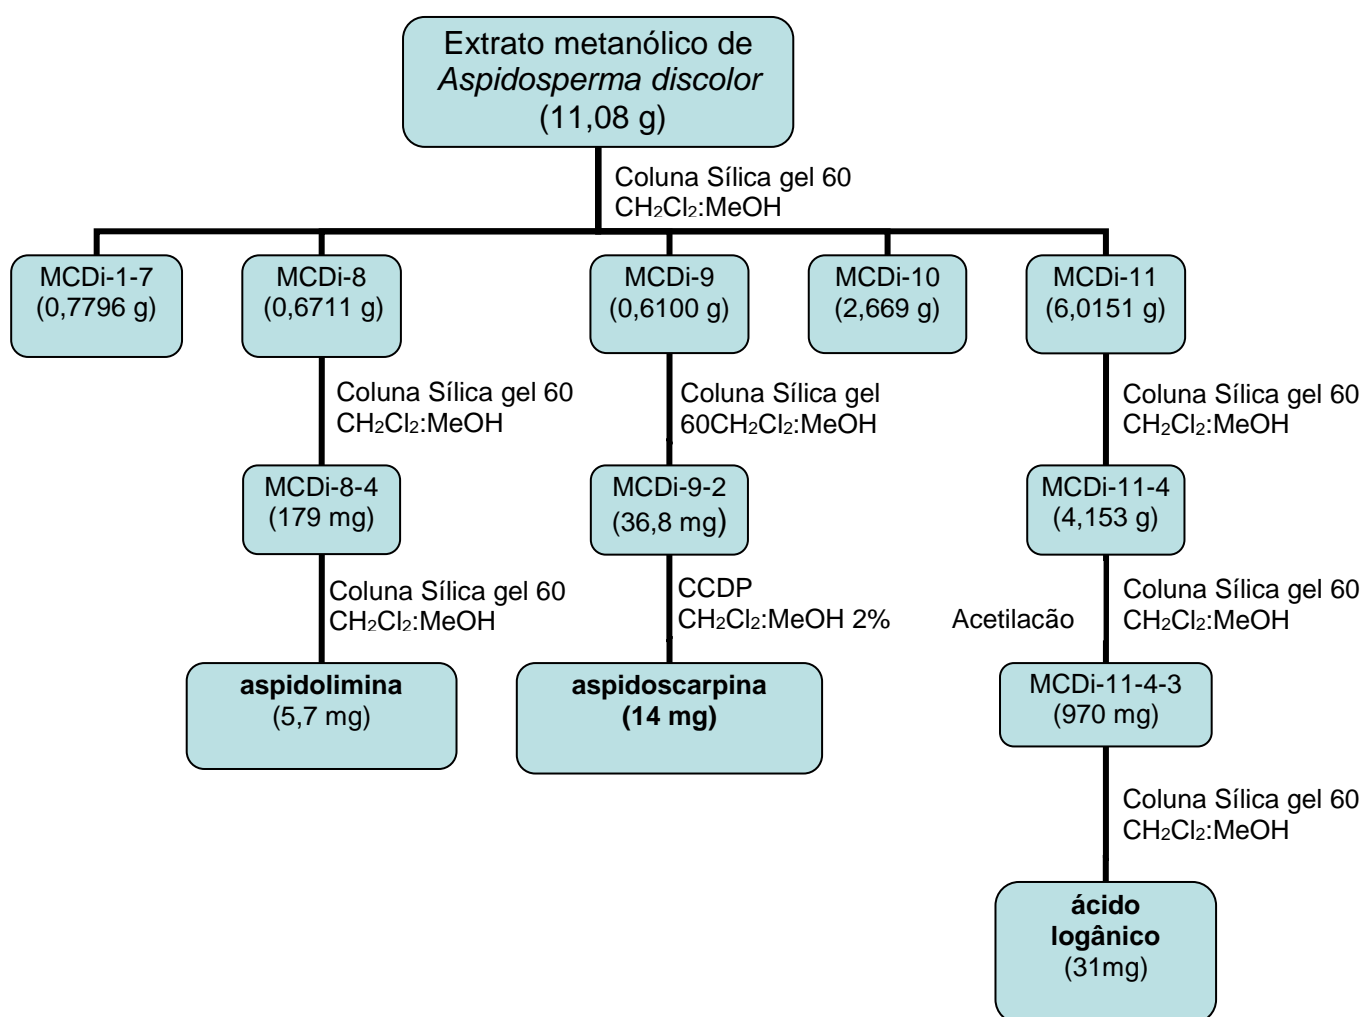 Extrato metanólico de
Aspidosperma discolor
(11,08 g)
Coluna Sílica gel 60
CH₂Cl₂:MeOH
MCDi-1-7
(0,7796 g)
MCDi-8
(0,6711 g)
MCDi-9
(0,6100 g)
MCDi-10
(2,669 g)
MCDi-11
(6,0151 g)
Coluna Sílica gel 60
CH₂Cl₂:MeOH
Coluna Sílica gel
60CH₂Cl₂:MeOH
Coluna Sílica gel 60
CH₂Cl₂:MeOH
MCDi-8-4
(179 mg)
MCDi-9-2
(36,8 mg)
MCDi-11-4
(4,153 g)
Coluna Sílica gel 60
CH₂Cl₂:MeOH
CCDP
CH₂Cl₂:MeOH 2%
Acetilacão
Coluna Sílica gel 60
CH₂Cl₂:MeOH
aspidolimina
(5,7 mg)
aspidoscarpina
(14 mg)
MCDi-11-4-3
(970 mg)
Coluna Sílica gel 60
CH₂Cl₂:MeOH
ácido
logânico
(31mg)